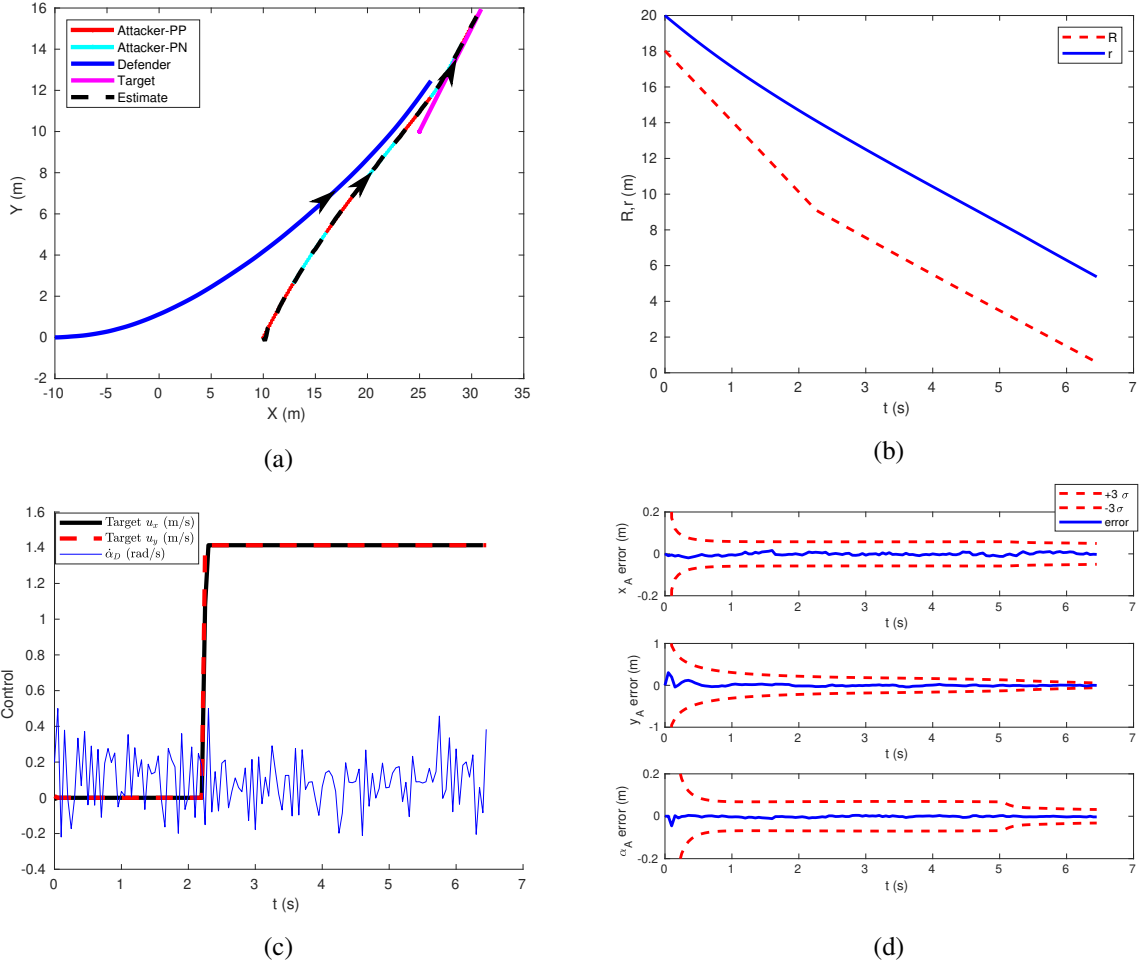 16
14
12
10
8
6
4
2
0
-2
Y (m)
Attacker-PP
Attacker-PN
Defender
Target
Estimate
-10 -5 0 5 10 15 20 25 30 35
X (m)
(a)
20
18
16
14
12
10
8
6
4
2
0
R,r (m)
R
r
0 1 2 3 4 5 6 7
t (s)
(b)
1.6
1.4
1.2
1
0.8
0.6
0.4
0.2
0
-0.2
-0.4
Control
Target u_x (m/s)
Target u_y (m/s)
α̇_D (rad/s)
0 1 2 3 4 5 6 7
t (s)
(c)
+3 σ
-3σ
error
0.2
0
-0.2
x_A error (m)
0 1 2 3 4 5 6 7
t (s)
1
0
-1
y_A error (m)
0 1 2 3 4 5 6 7
t (s)
0.2
0
-0.2
α_A error (m)
0 1 2 3 4 5 6 7
t (s)
(d)